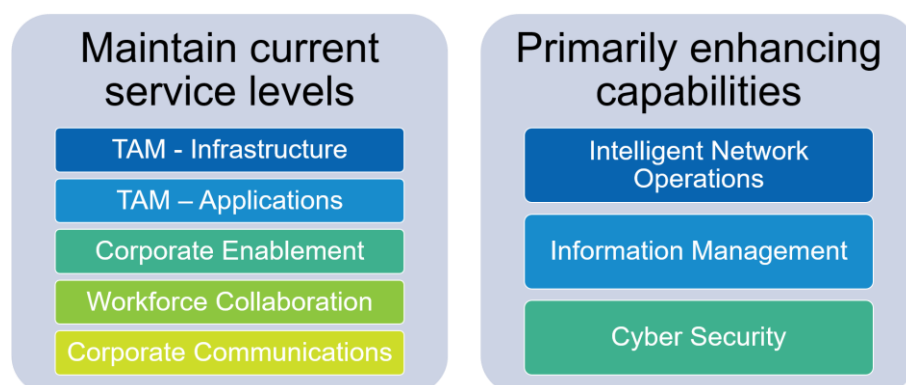 Maintain current
service levels
TAM - Infrastructure
TAM – Applications
Corporate Enablement
Workforce Collaboration
Corporate Communications
Primarily enhancing
capabilities
Intelligent Network
Operations
Information Management
Cyber Security